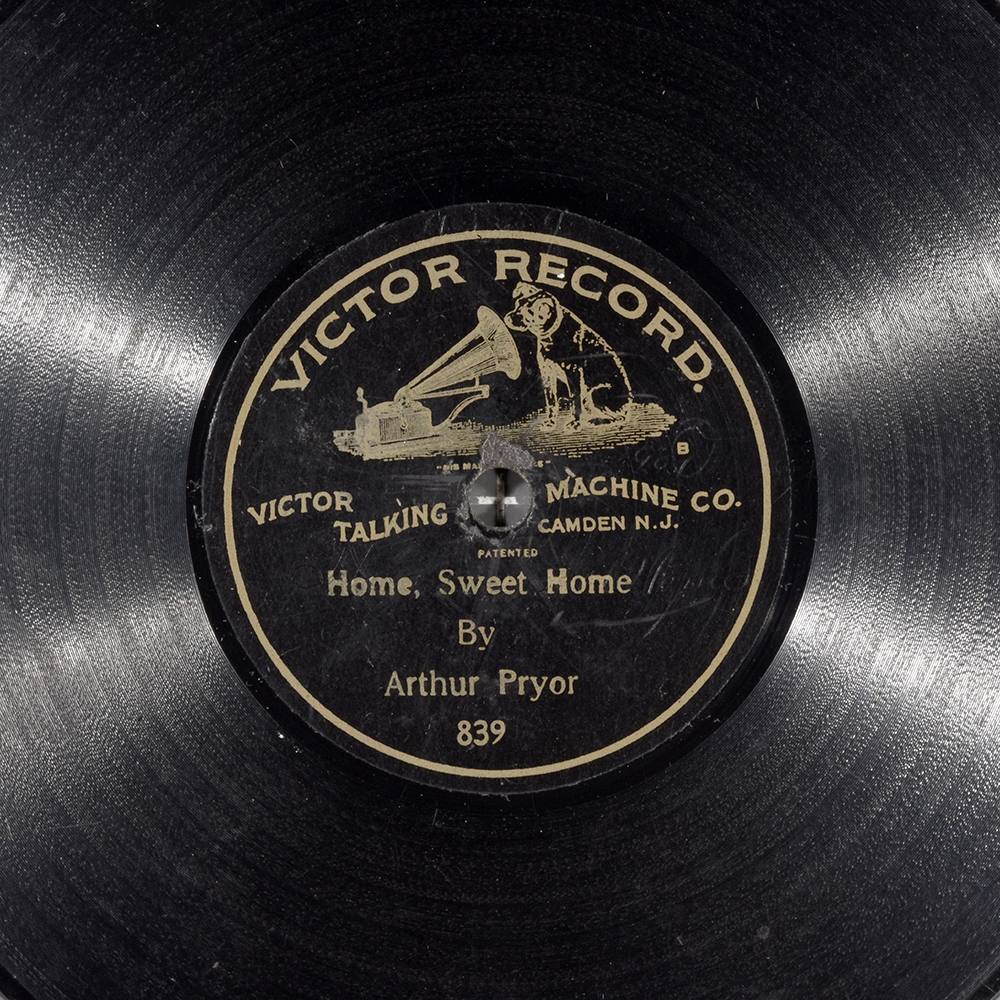 VICTOR RECORD.
B
VICTOR TALKING MACHINE CO.
CAMDEN N.J.
PATENTED
Home, Sweet Home
By
Arthur Pryor
839